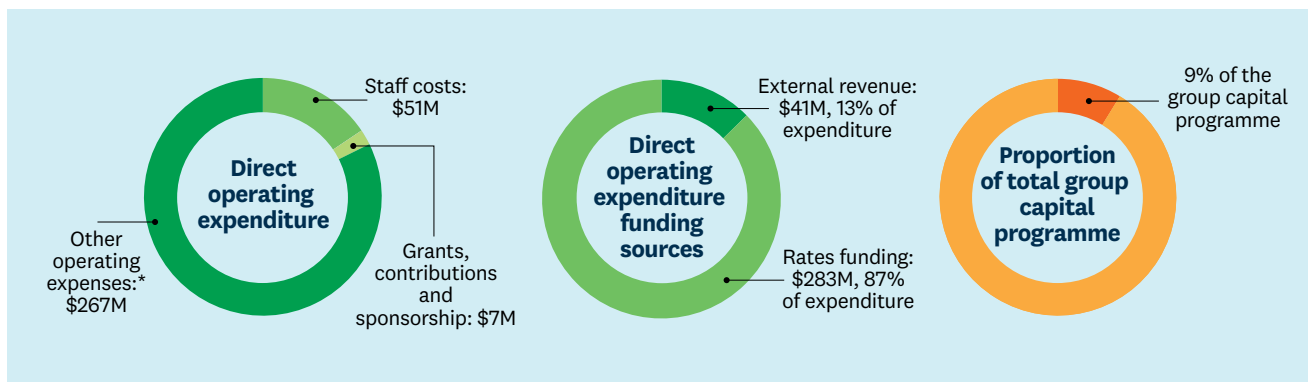 Staff costs:
$51M
Direct
operating
expenditure
Other
operating
expenses:*
$267M
Grants,
contributions
and
sponsorship: $7M
External revenue:
$41M, 13% of
expenditure
Direct
operating
expenditure
funding
sources
Rates funding:
$283M, 87%
of expenditure
9% of the
group capital
programme
Proportion
of total group
capital
programme